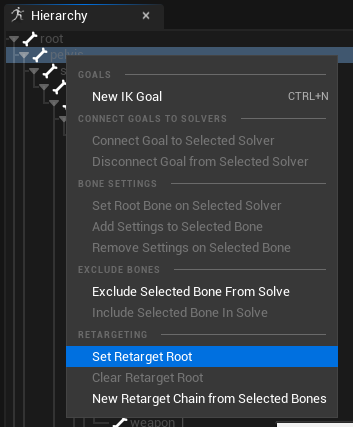 Hierarchy
root
pelvis
GOALS
New IK Goal CTRL+N
CONNECT GOALS TO SOLVERS
Connect Goal to Selected Solver
Disconnect Goal from Selected Solver
BONE SETTINGS
Set Root Bone on Selected Solver
Add Settings to Selected Bone
Remove Settings on Selected Bone
EXCLUDE BONES
Exclude Selected Bone From Solve
Include Selected Bone In Solve
RETARGETING
Set Retarget Root
Clear Retarget Root
New Retarget Chain from Selected Bones
weapon